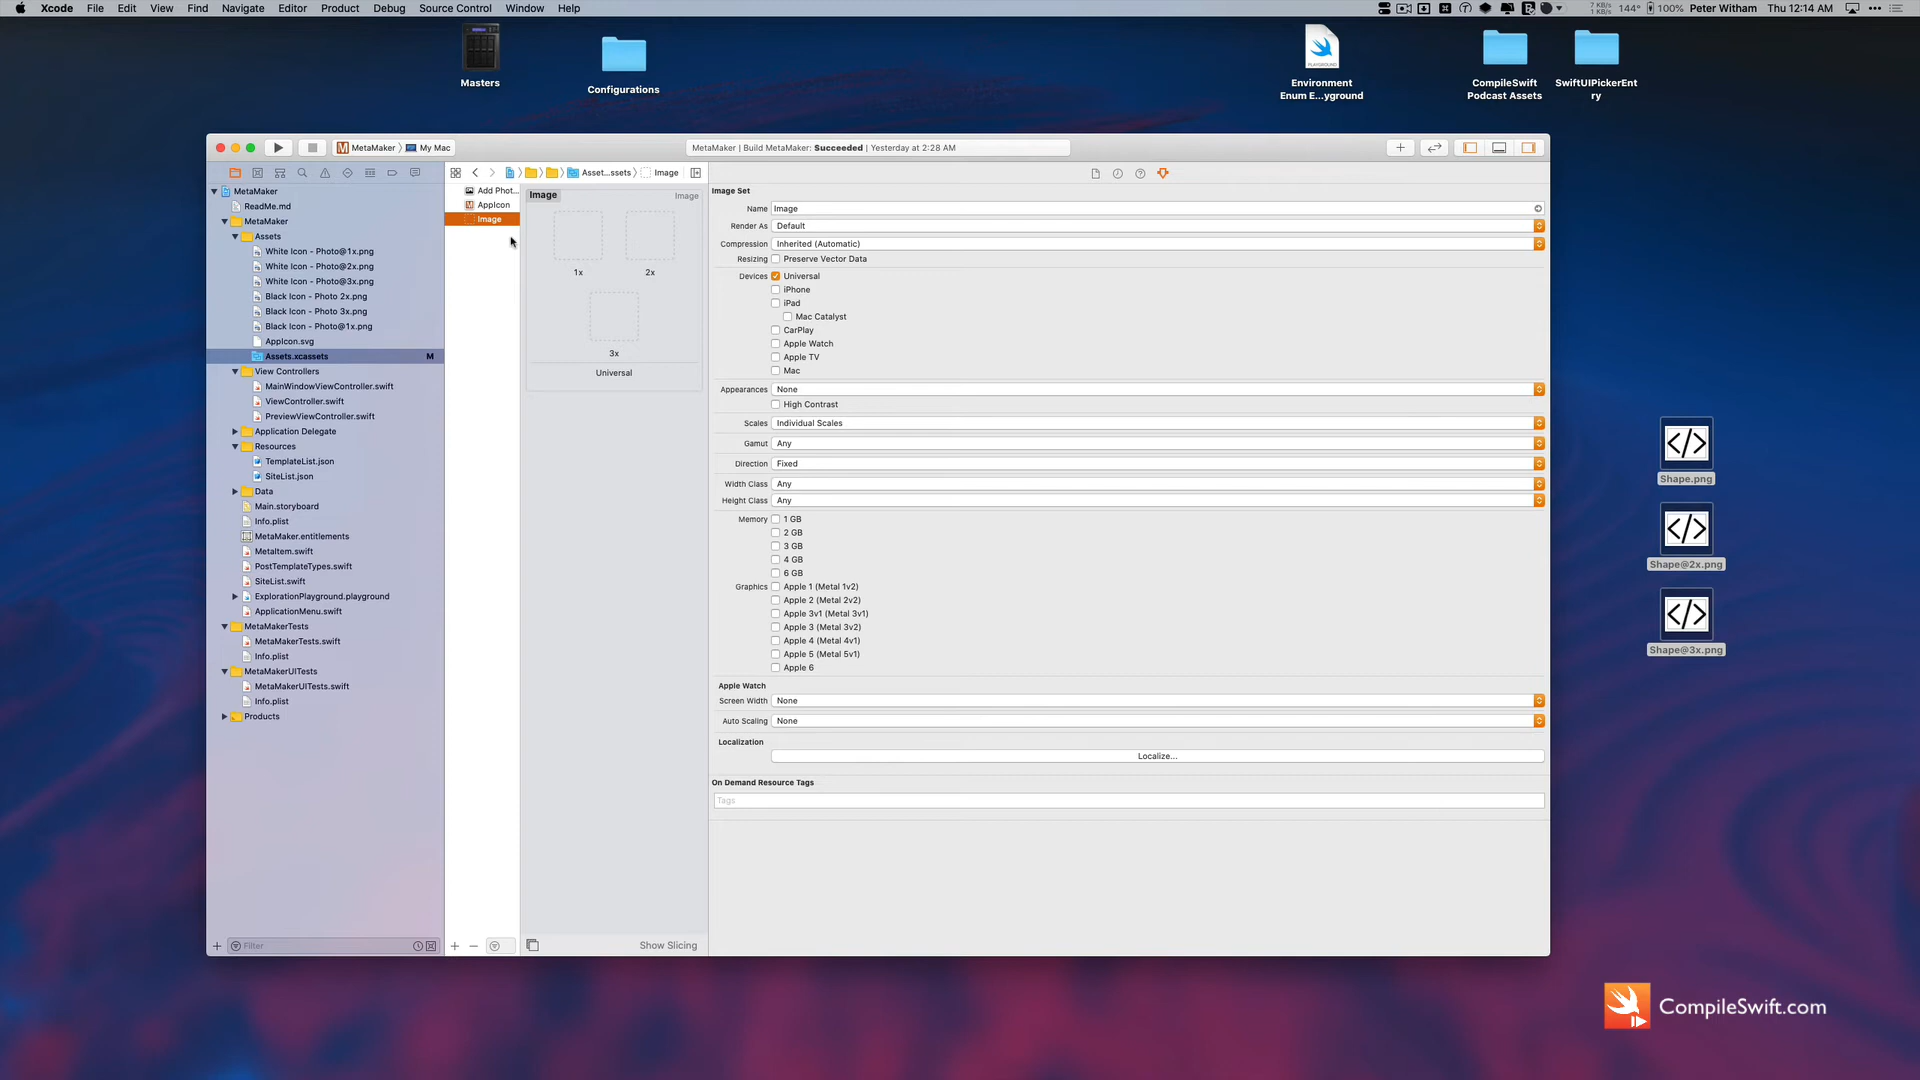 Xcode File Edit View Find Navigate Editor Product Debug Source Control Window Help
7 KB/s
1 KB/s
144° 100% Peter Witham Thu 12:14 AM
Masters
Configurations
Environment
Enum E...yground
CompileSwift
Podcast Assets
SwiftUIPickerEnt
ry
PLAYGROUND
MetaMaker My Mac
MetaMaker | Build MetaMaker: Succeeded | Yesterday at 2:28 AM
Asset...ssets Image
MetaMaker
ReadMe.md
MetaMaker
Assets
White Icon - Photo@1x.png
White Icon - Photo@2x.png
White Icon - Photo@3x.png
Black Icon - Photo 2x.png
Black Icon - Photo 3x.png
Black Icon - Photo@1x.png
AppIcon.svg
Assets.xcassets M
View Controllers
MainWindowViewController.swift
ViewController.swift
PreviewViewController.swift
Application Delegate
Resources
TemplateList.json
SiteList.json
Data
Main.storyboard
Info.plist
MetaMaker.entitlements
MetaItem.swift
PostTemplateTypes.swift
SiteList.swift
ExplorationPlayground.playground
ApplicationMenu.swift
MetaMakerTests
MetaMakerTests.swift
Info.plist
MetaMakerUITests
MetaMakerUITests.swift
Info.plist
Products
Filter
Add Phot...
AppIcon
Image
Image Image
1x 2x
3x
Universal
Show Slicing
Image Set
Name Image
Render As Default
Compression Inherited (Automatic)
Resizing Preserve Vector Data
Devices Universal
iPhone
iPad
Mac Catalyst
CarPlay
Apple Watch
Apple TV
Mac
Appearances None
High Contrast
Scales Individual Scales
Gamut Any
Direction Fixed
Width Class Any
Height Class Any
Memory 1 GB
2 GB
3 GB
4 GB
6 GB
Graphics Apple 1 (Metal 1v2)
Apple 2 (Metal 2v2)
Apple 3v1 (Metal 3v1)
Apple 3 (Metal 3v2)
Apple 4 (Metal 4v1)
Apple 5 (Metal 5v1)
Apple 6
Apple Watch
Screen Width None
Auto Scaling None
Localization
Localize...
On Demand Resource Tags
Tags
</>
Shape.png
</>
Shape@2x.png
</>
Shape@3x.png
CompileSwift.com